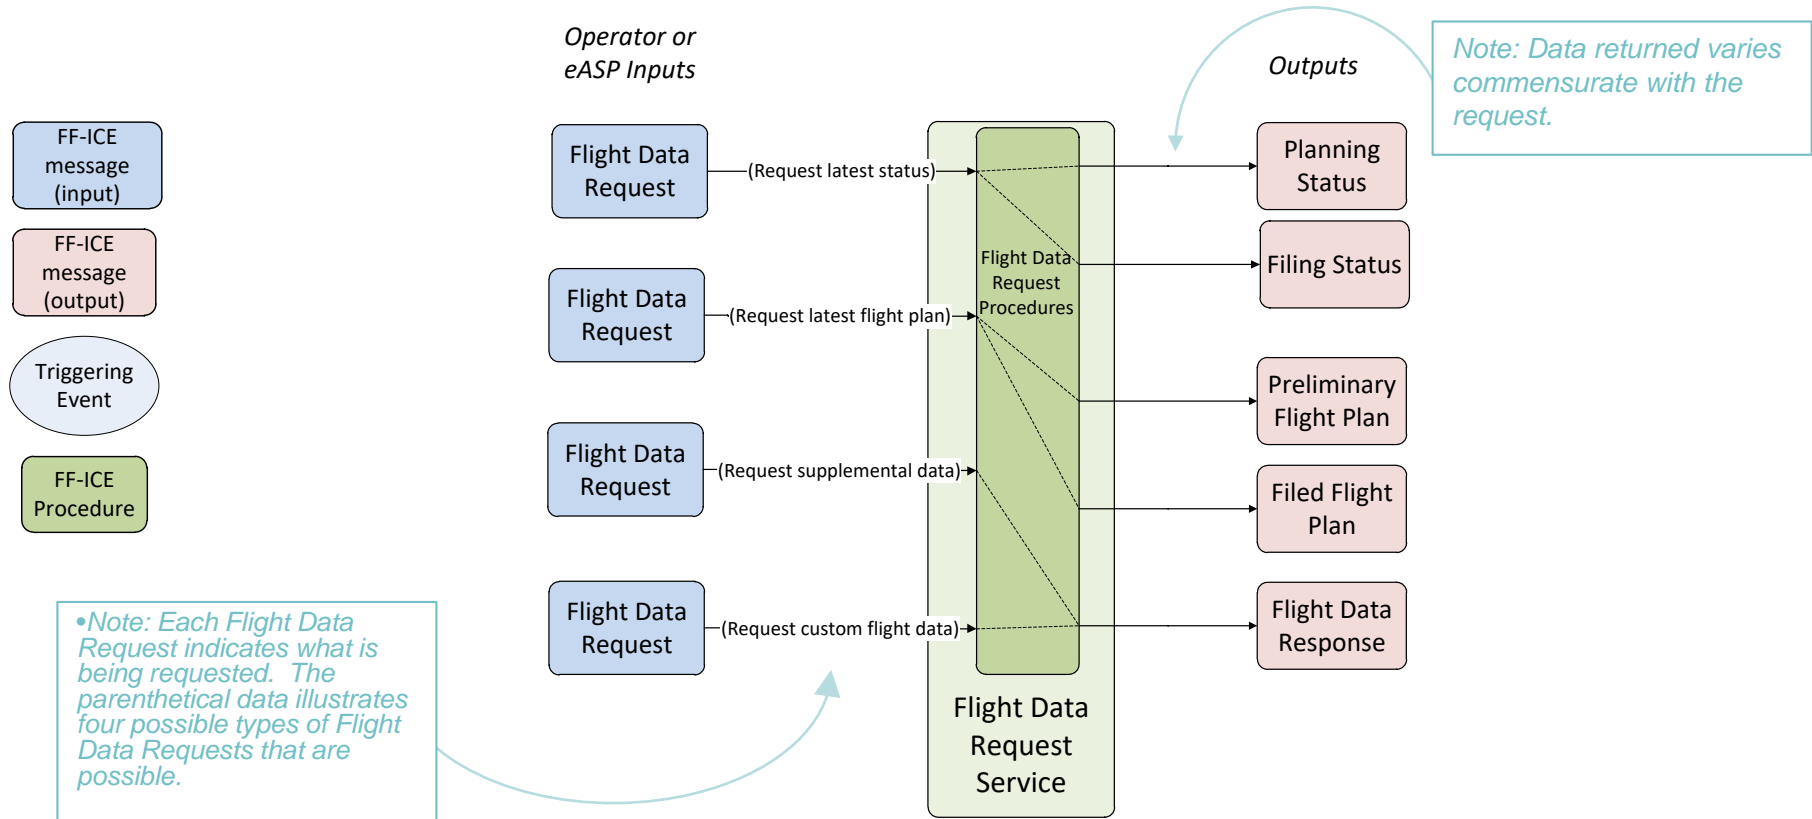 Operator or
eASP Inputs
Outputs
Note: Data returned varies
commensurate with the
request.
FF-ICE
message
(input)
FF-ICE
message
(output)
Triggering
Event
FF-ICE
Procedure
Flight Data
Request
(Request latest status)
Flight Data
Request
(Request latest flight plan)
Flight Data
Request
(Request supplemental data)
Flight Data
Request
(Request custom flight data)
Flight Data
Request
Procedures
Flight Data
Request
Service
Planning
Status
Filing Status
Preliminary
Flight Plan
Filed Flight
Plan
Flight Data
Response
•Note: Each Flight Data
Request indicates what is
being requested. The
parenthetical data illustrates
four possible types of Flight
Data Requests that are
possible.